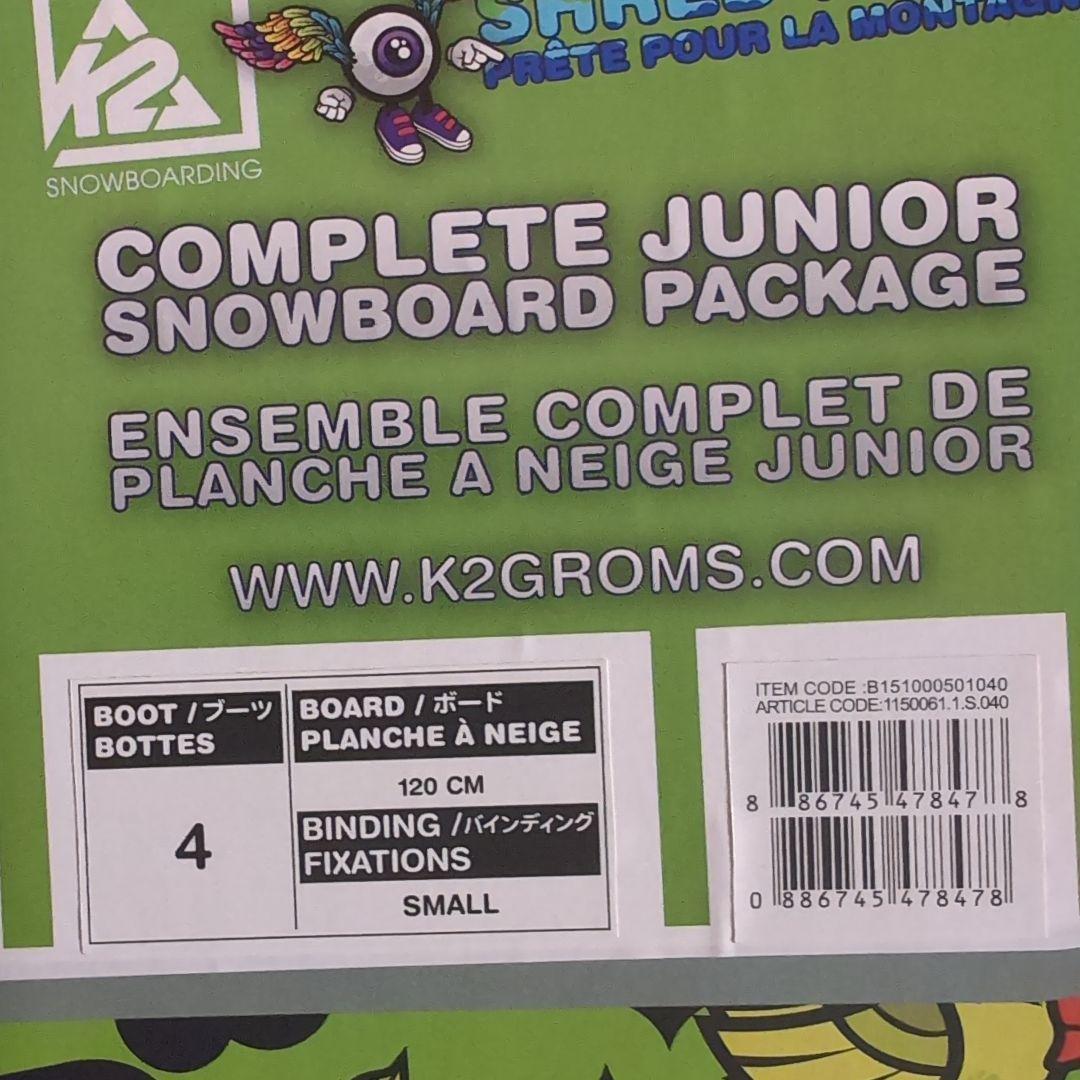 K2
SNOWBOARDING
PRÊTE POUR LA MONTAGN
COMPLETE JUNIOR
SNOWBOARD PACKAGE
ENSEMBLE COMPLET DE
PLANCHE A NEIGE JUNIOR
WWW.K2GROMS.COM
BOOT / ブーツ
BOTTES
4
BOARD / ボード
PLANCHE À NEIGE
120 CM
BINDING / バインディング
FIXATIONS
SMALL
ITEM CODE :B151000501040
ARTICLE CODE:1150061.1.S.040
8 86745 47847 8
0 886745 478478